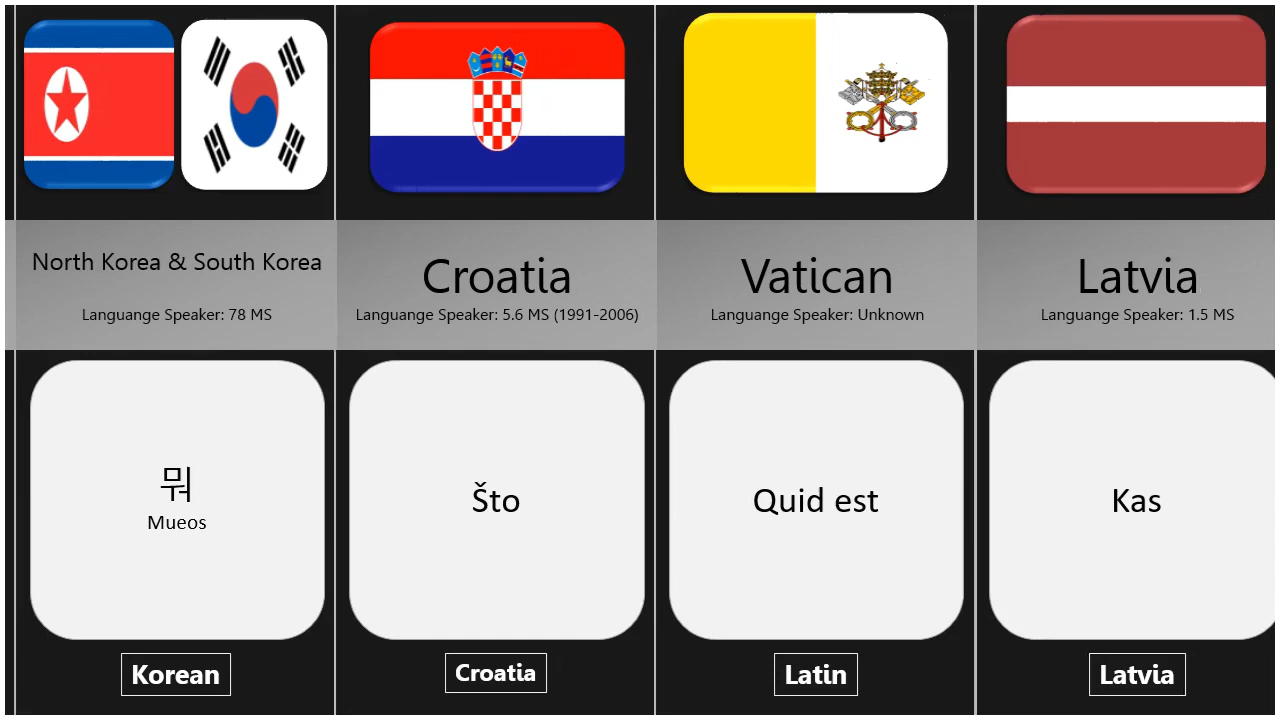 North Korea & South Korea
Languange Speaker: 78 MS
뭐
Mueos
Korean
Croatia
Languange Speaker: 5.6 MS (1991-2006)
Što
Croatia
Vatican
Languange Speaker: Unknown
Quid est
Latin
Latvia
Languange Speaker: 1.5 MS
Kas
Latvia